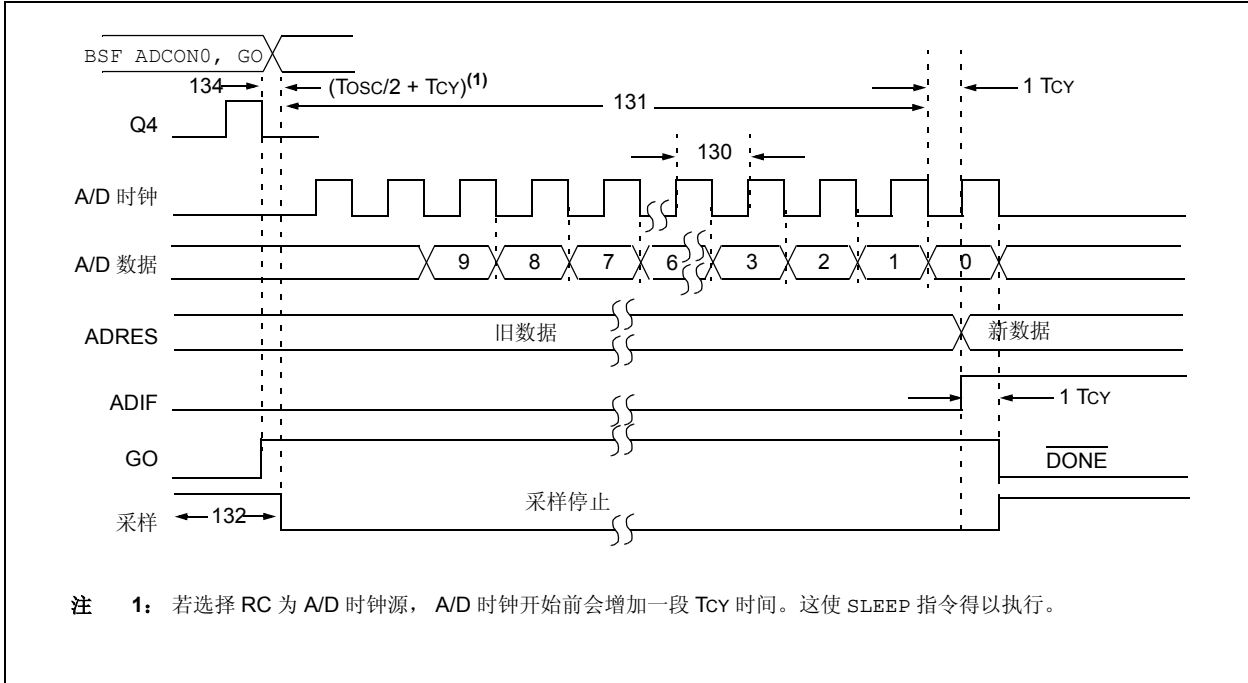 BSF ADCON0, GO
134 (TOSC/2 + TCY)(1) 131 1 TCY
Q4
130
A/D 时钟
A/D 数据 9 8 7 6 3 2 1 0
ADRES 旧数据 新数据
ADIF 1 TCY
GO DONE
采样 132 采样停止
注 1： 若选择 RC 为 A/D 时钟源， A/D 时钟开始前会增加一段 TCY 时间。这使 SLEEP 指令得以执行。